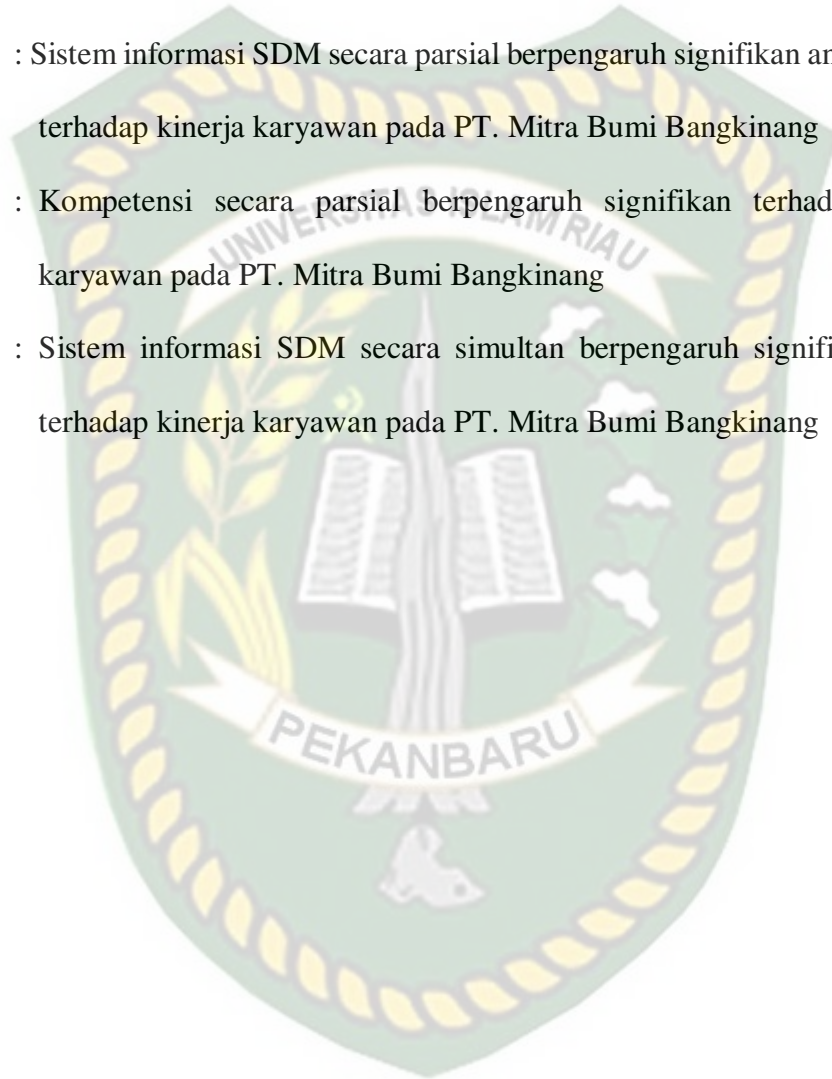 : Sistem informasi SDM secara parsial berpengaruh signifikan
terhadap kinerja karyawan pada PT. Mitra Bumi Bangkinang
: Kompetensi secara parsial berpengaruh signifikan
UNIVERSITAS ISLAM RIAU
karyawan pada PT. Mitra Bumi Bangkinang
: Sistem informasi SDM secara simultan berpengaruh
terhadap kinerja karyawan pada PT. Mitra Bumi Bangkinang
PEKANBARU